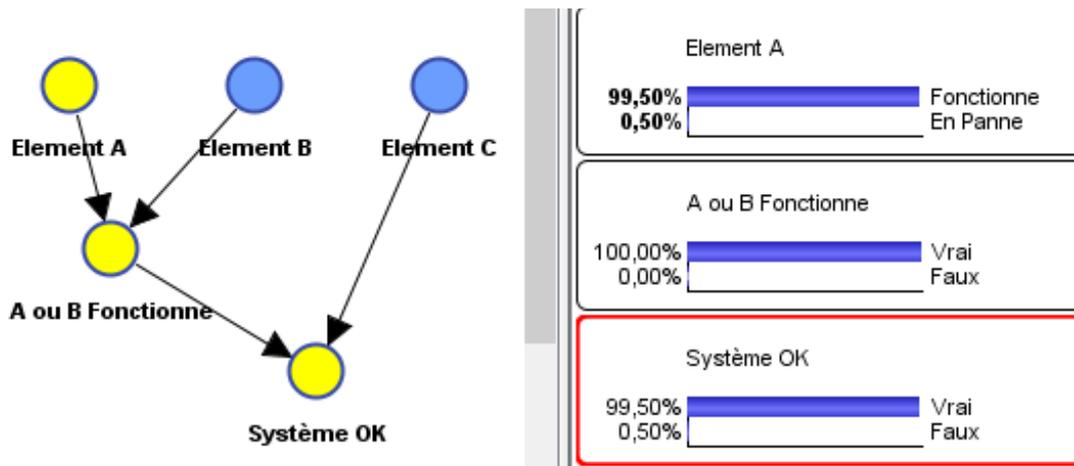 Element A
Element B
Element C
A ou B Fonctionne
Système OK
Element A
99,50% Fonctionne
0,50% En Panne
A ou B Fonctionne
100,00% Vrai
0,00% Faux
Système OK
99,50% Vrai
0,50% Faux